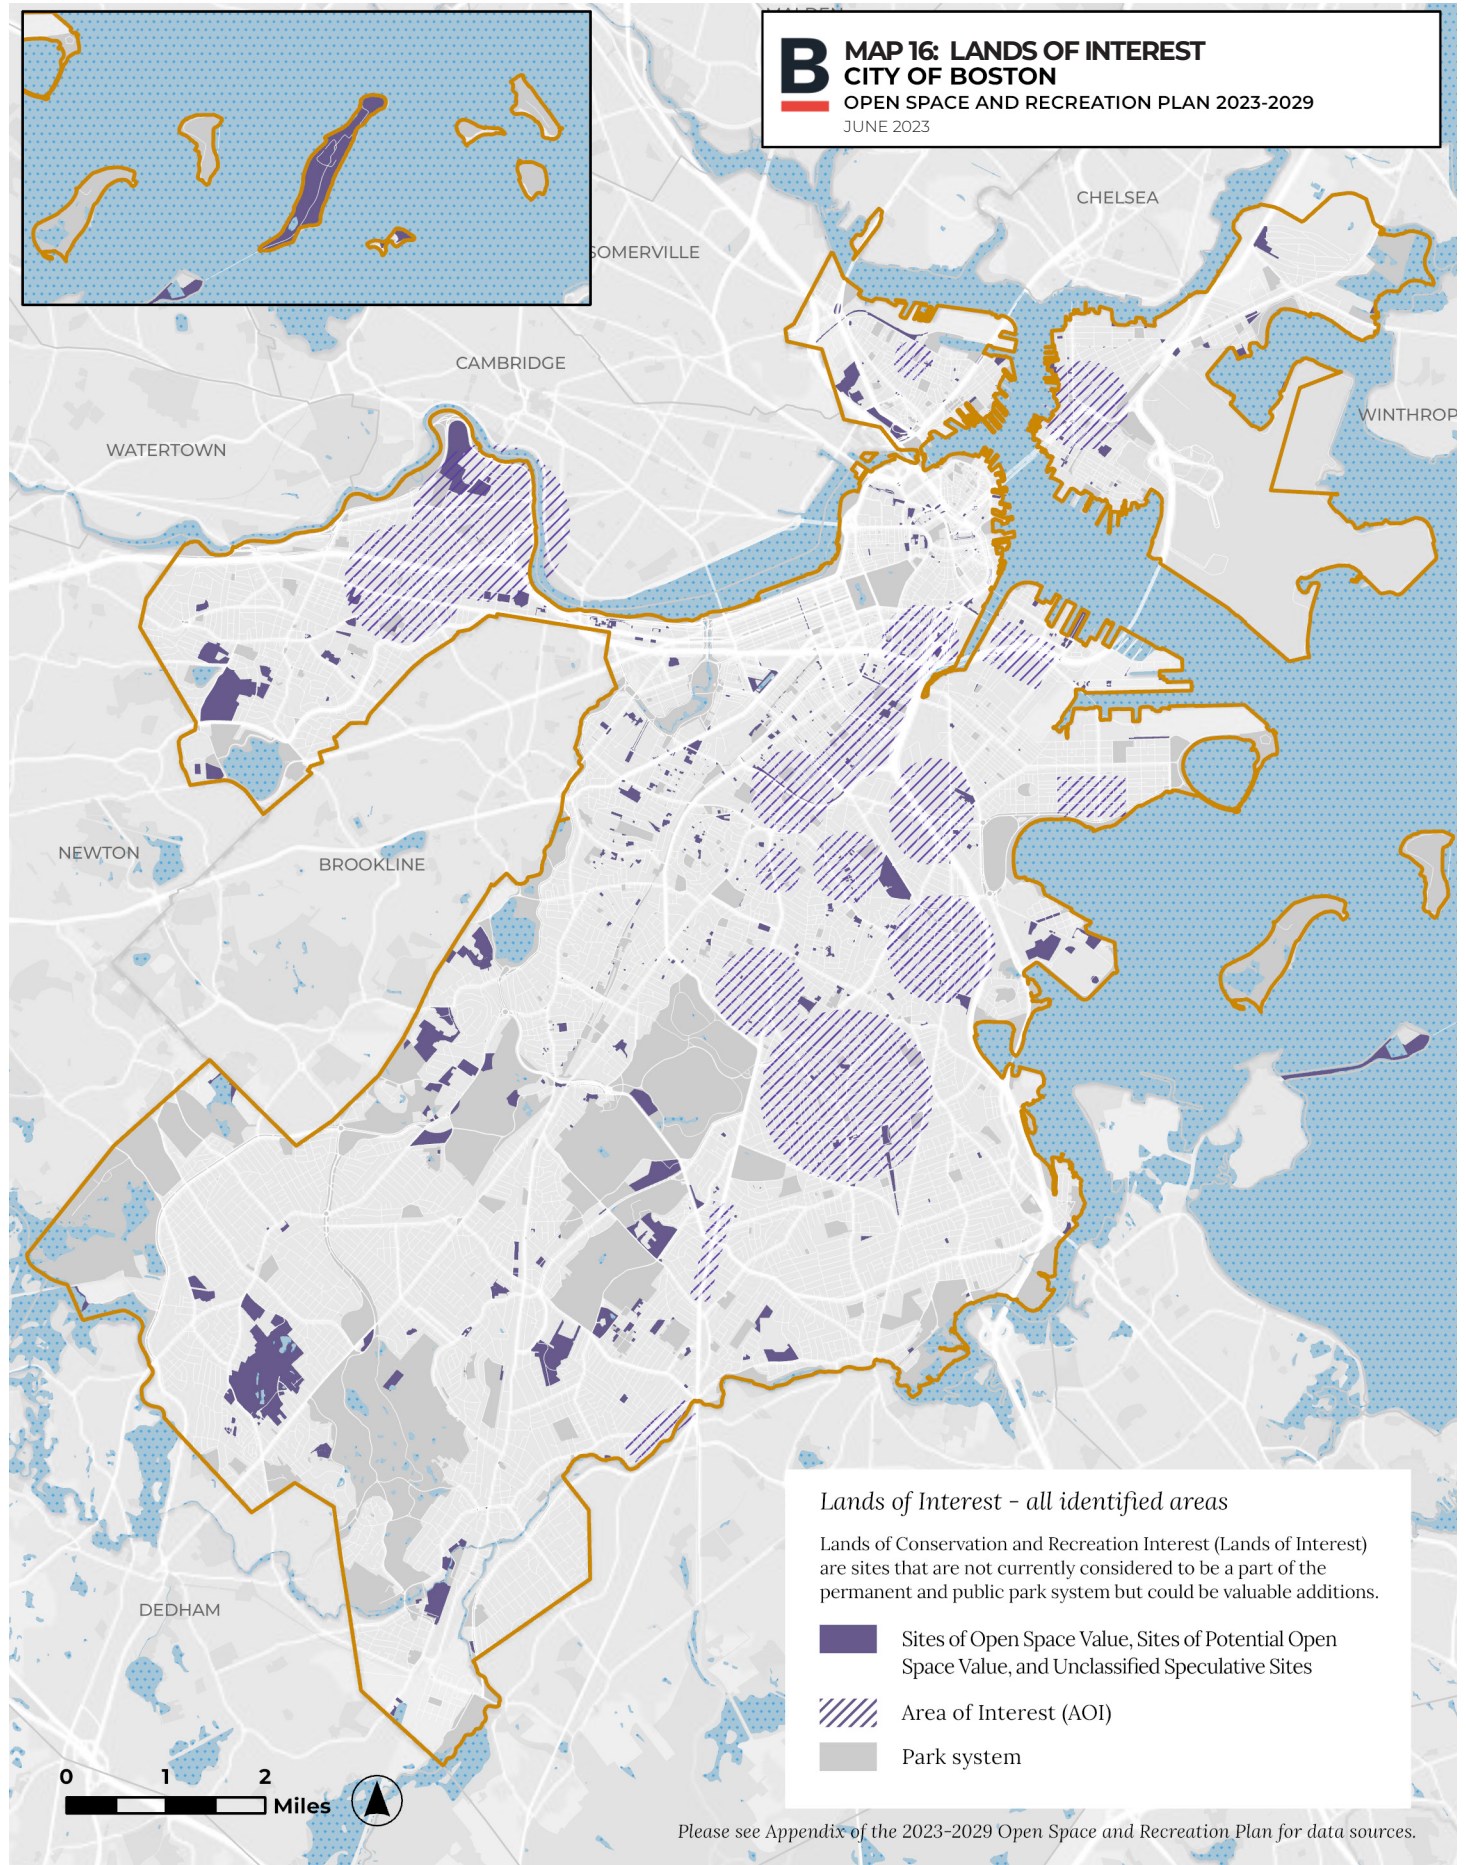 MALDEN
B
MAP 16: LANDS OF INTEREST
CITY OF BOSTON
OPEN SPACE AND RECREATION PLAN 2023-2029
JUNE 2023
CHELSEA
SOMERVILLE
CAMBRIDGE
WINTHROP
WATERTOWN
NEWTON
BROOKLINE
DEDHAM
Lands of Interest - all identified areas
Lands of Conservation and Recreation Interest (Lands of Interest)
are sites that are not currently considered to be a part of the
permanent and public park system but could be valuable additions.
Sites of Open Space Value, Sites of Potential Open
Space Value, and Unclassified Speculative Sites
Area of Interest (AOI)
Park system
0 1 2
Miles
Please see Appendix of the 2023-2029 Open Space and Recreation Plan for data sources.